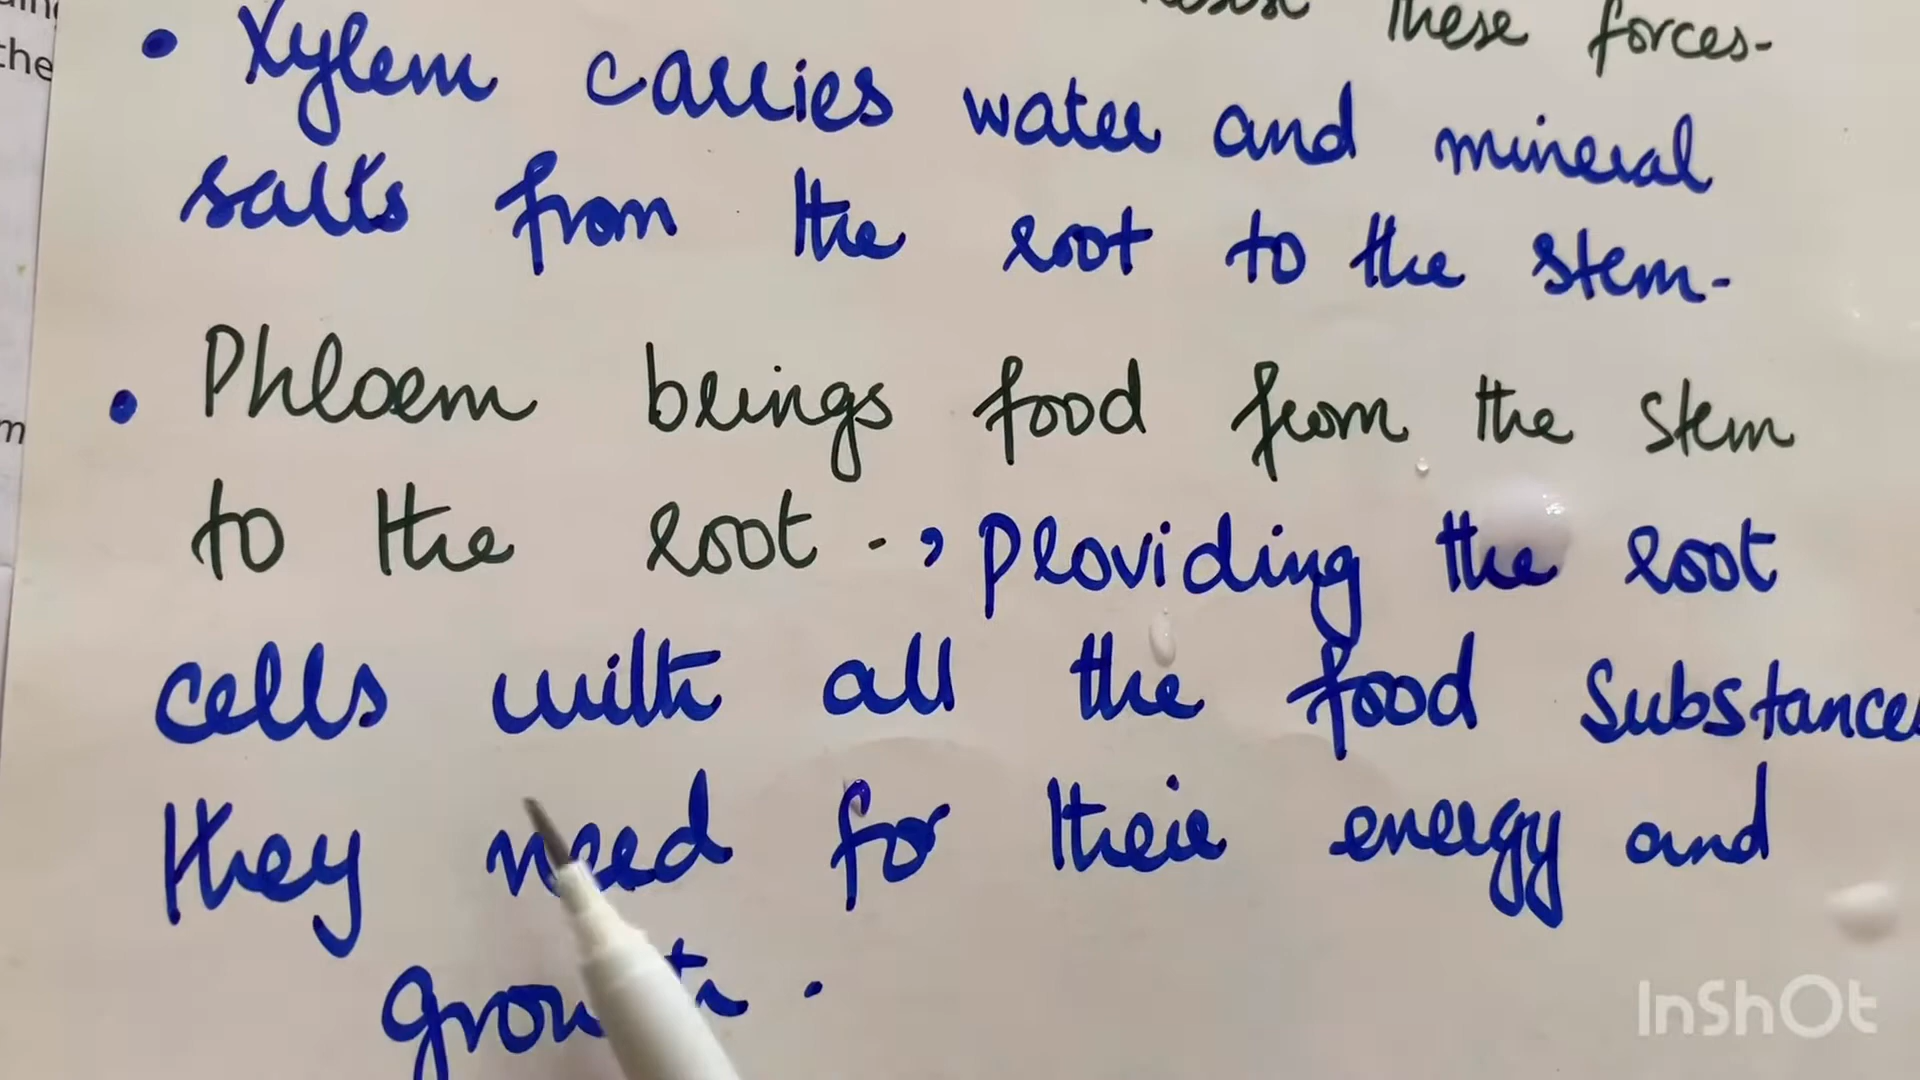 these forces.
• Xylem carries water and mineral
salts from the root to the stem.
• Phloem brings food from the stem
to the root . , providing the root
cells with all the food substances
they need for their energy and
growth .
the
m
InShOt